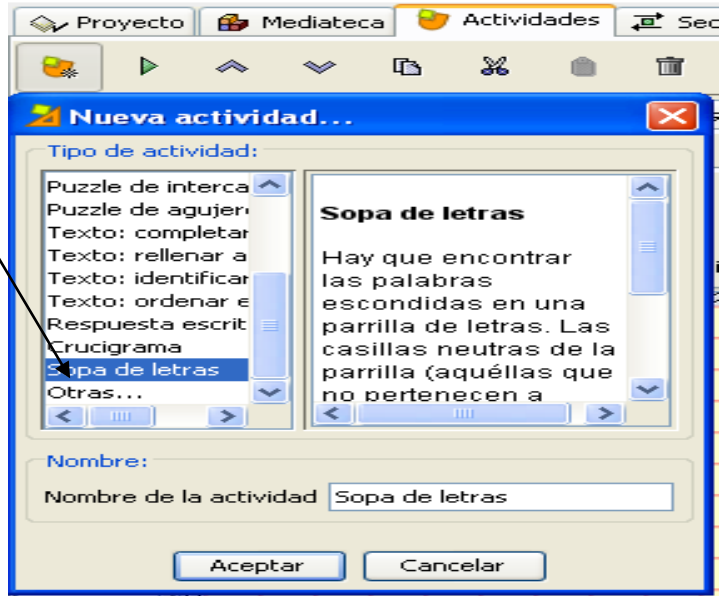 Proyecto Mediateca Actividades Sec
Nueva actividad...
Tipo de actividad:
Puzzle de interca
Puzzle de agujer
Texto: completar
Texto: rellenar a
Texto: identificar
Texto: ordenar e
Respuesta escrit
Crucigrama
Sopa de letras
Otras...
Sopa de letras
Hay que encontrar
las palabras
escondidas en una
parrilla de letras. Las
casillas neutras de la
parrilla (aquéllas que
no pertenecen a
Nombre:
Nombre de la actividad Sopa de letras
Aceptar Cancelar